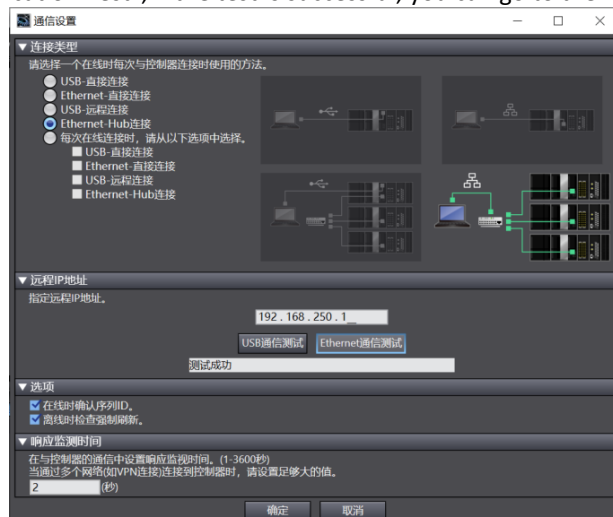 通信设置
▼ 连接类型
请选择一个在线时每次与控制器连接时使用的方法。
USB-直接连接
Ethernet-直接连接
USB-远程连接
Ethernet-Hub连接
每次在线连接时，请从以下选项中选择。
USB-直接连接
Ethernet-直接连接
USB-远程连接
Ethernet-Hub连接
▼ 远程IP地址
指定远程IP地址。
192 . 168 . 250 . 1
USB通信测试 Ethernet通信测试
测试成功
▼ 选项
在线时确认序列ID。
离线时检查强制刷新。
▼ 响应监测时间
在与控制器的通信中设置响应监视时间。(1-3600秒)
当通过多个网络(如VPN连接)连接到控制器时，请设置足够大的值。
2 (秒)
确定 取消